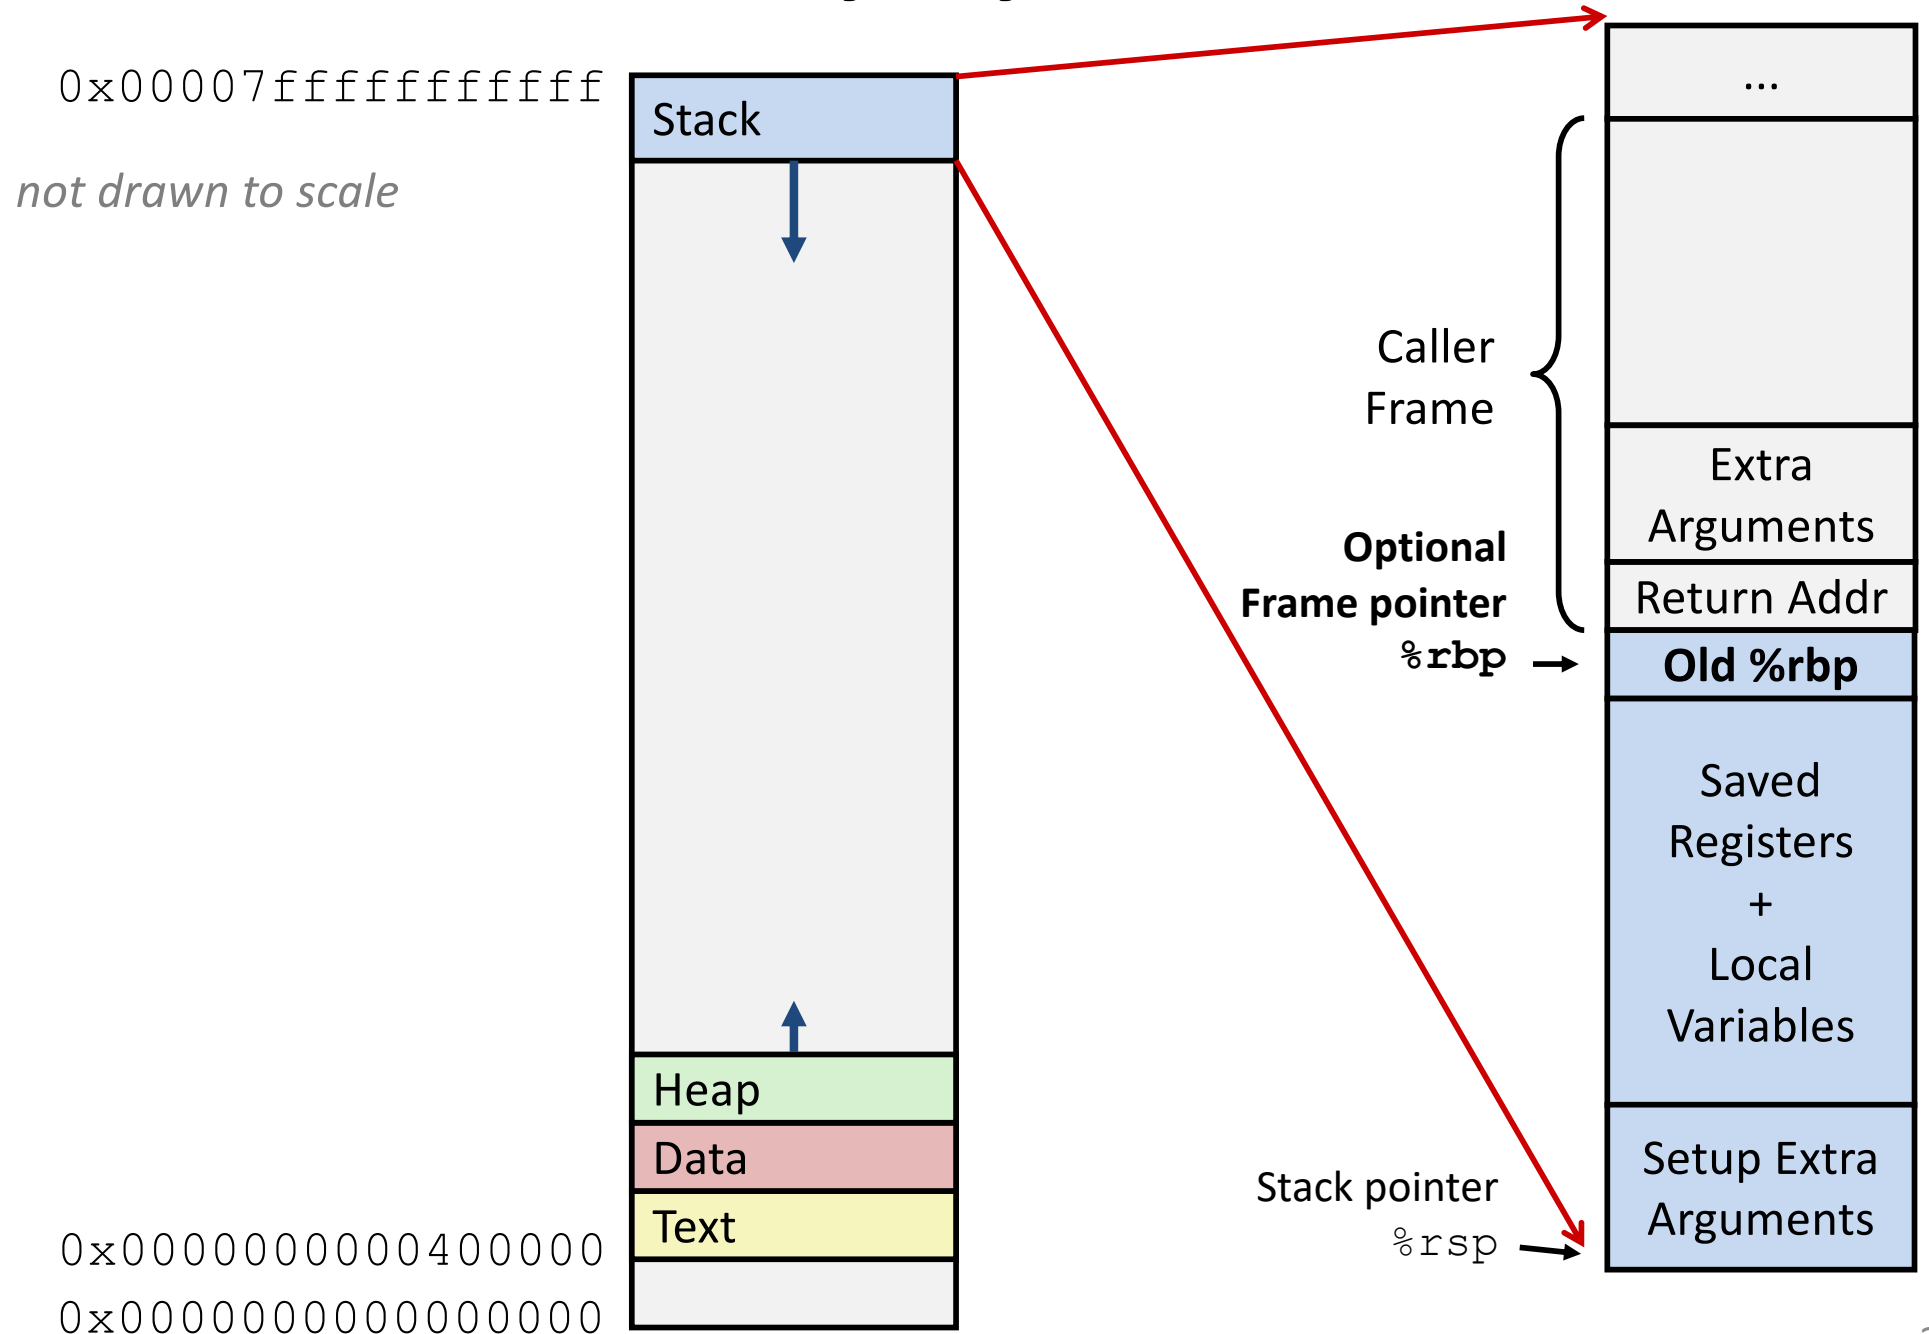 0x00007fffffffffff
not drawn to scale
Stack
Heap
Data
Text
0x0000000000400000
0x0000000000000000
...
Caller
Frame
Extra
Arguments
Optional
Frame pointer
%rbp
Return Addr
Old %rbp
Saved
Registers
+
Local
Variables
Setup Extra
Arguments
Stack pointer
%rsp